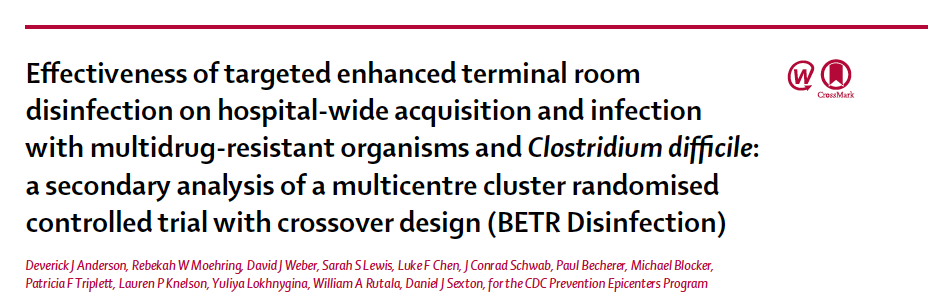 Effectiveness of targeted enhanced terminal room
disinfection on hospital-wide acquisition and infection
with multidrug-resistant organisms and Clostridium difficile:
a secondary analysis of a multicentre cluster randomised
controlled trial with crossover design (BETR Disinfection)
W
CrossMark
Deverick J Anderson, Rebekah W Moehring, David J Weber, Sarah S Lewis, Luke F Chen, J Conrad Schwab, Paul Becherer, Michael Blocker,
Patricia F Triplett, Lauren P Knelson, Yuliya Lokhnygina, William A Rutala, Daniel J Sexton, for the CDC Prevention Epicenters Program